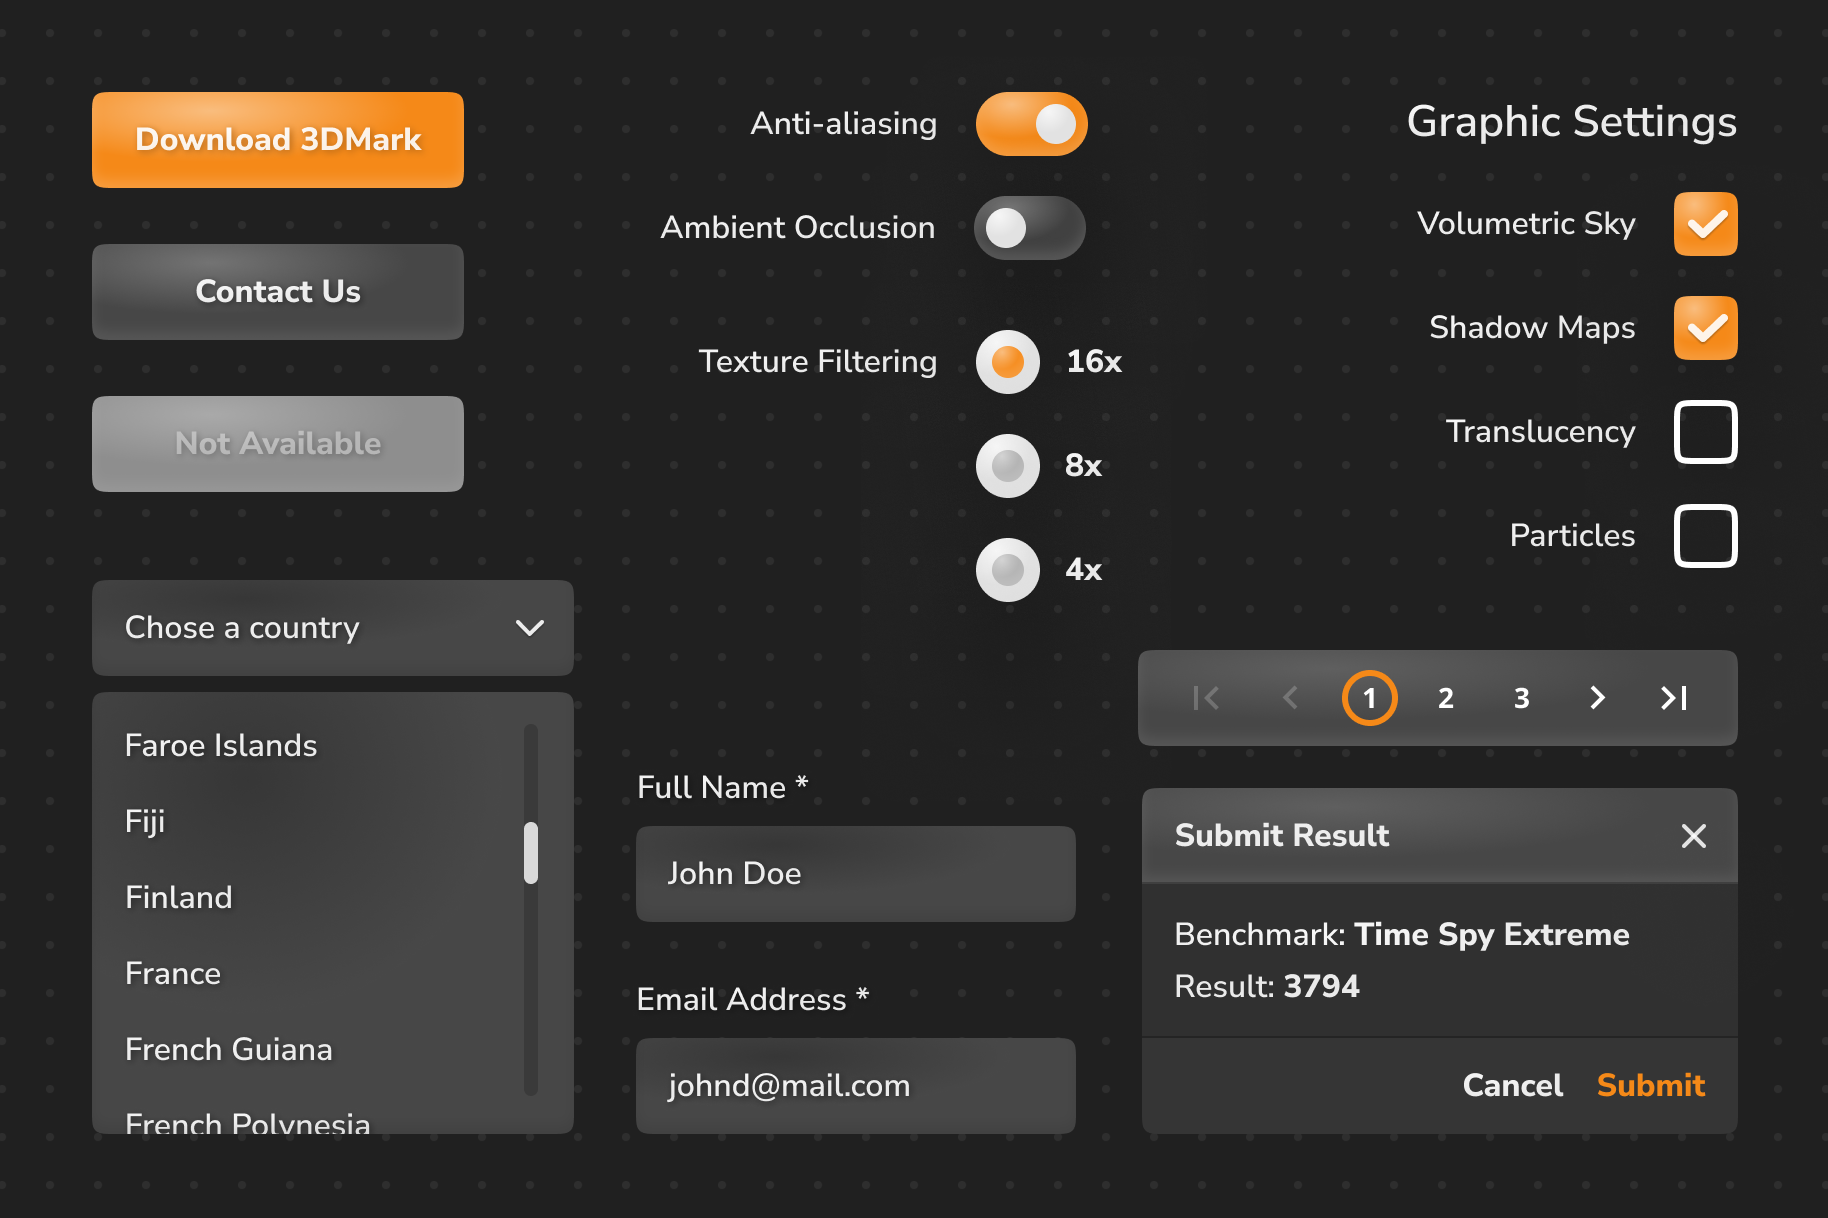 Download 3DMark
Contact Us
Not Available
Chose a country
Faroe Islands
Fiji
Finland
France
French Guiana
French Polynesia
Anti-aliasing
Ambient Occlusion
Texture Filtering
16x
8x
4x
Full Name *
John Doe
Email Address *
johnd@mail.com
Graphic Settings
Volumetric Sky
Shadow Maps
Translucency
Particles
1 2 3
Submit Result
Benchmark: Time Spy Extreme
Result: 3794
Cancel Submit